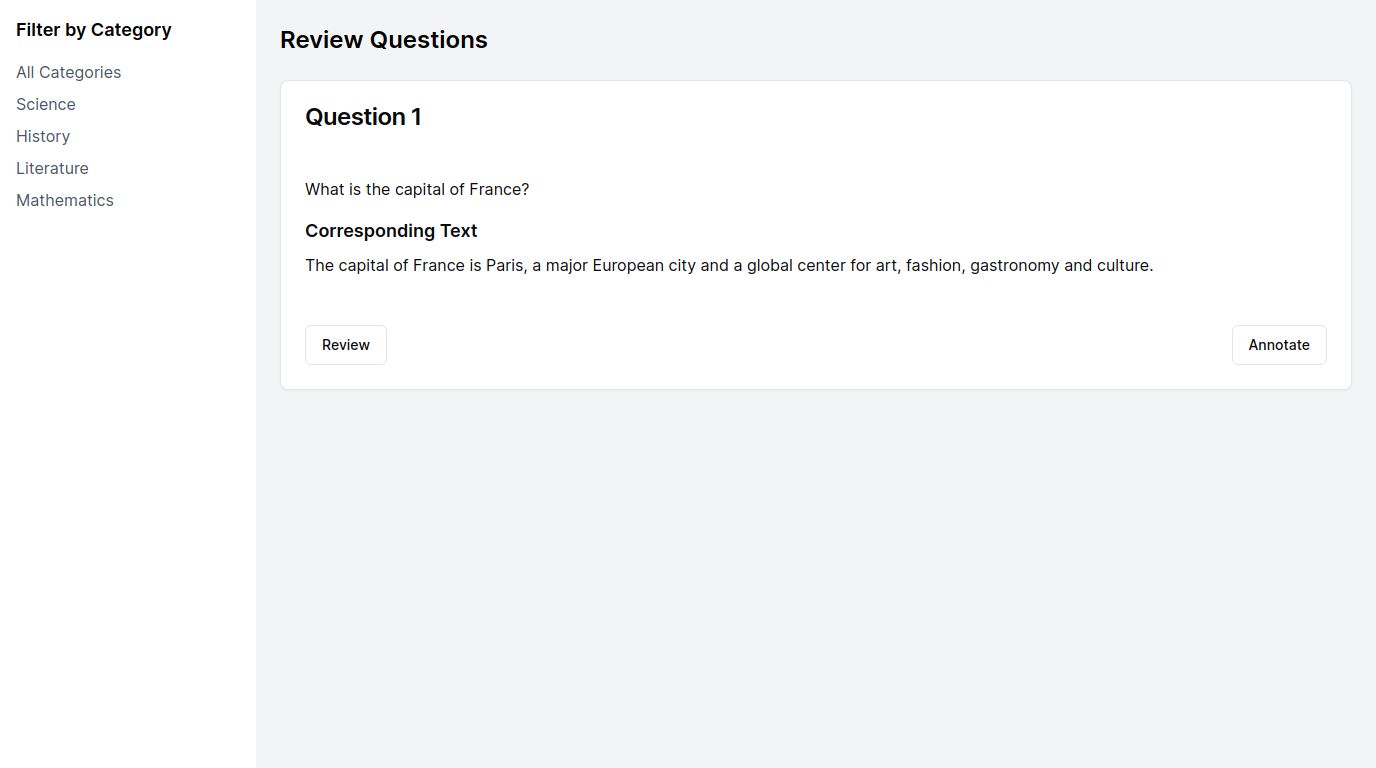 Filter by Category
All Categories
Science
History
Literature
Mathematics
Review Questions
Question 1
What is the capital of France?
Corresponding Text
The capital of France is Paris, a major European city and a global center for art, fashion, gastronomy and culture.
Review
Annotate